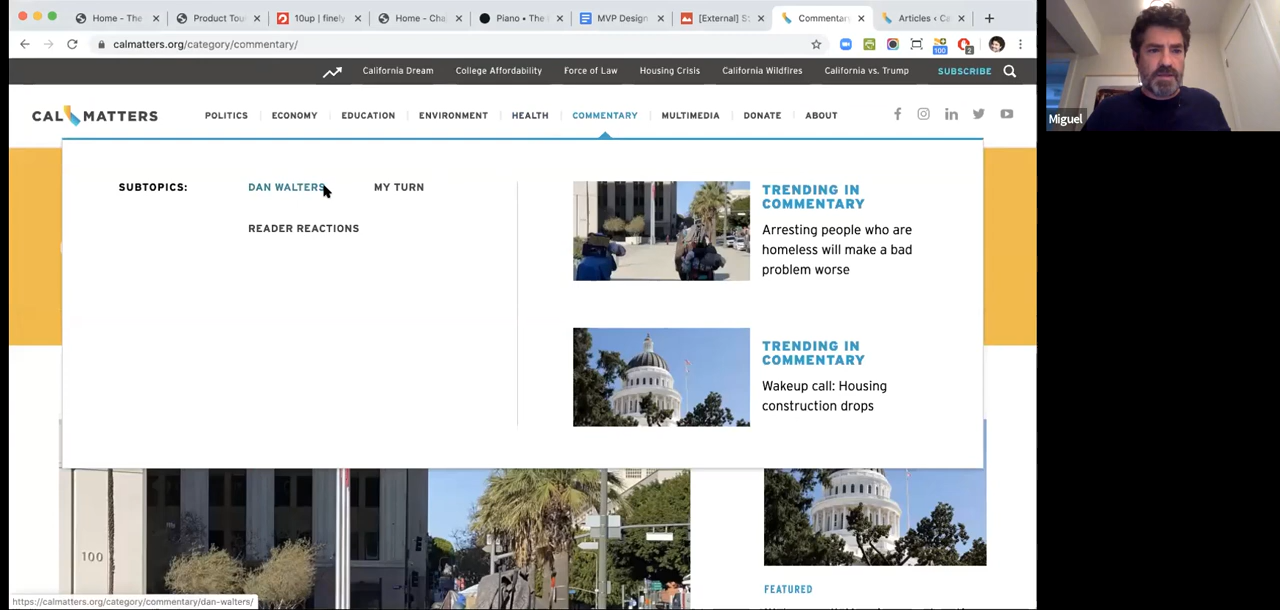 Home - The
Product Tou
10up | finely
Home - Cha
Piano • The
MVP Design
[External] St
Commentar
Articles ‹ Ca
calmatters.org/category/commentary/
100
2
California Dream
College Affordability
Force of Law
Housing Crisis
California Wildfires
California vs. Trump
SUBSCRIBE
CAL MATTERS
POLITICS
ECONOMY
EDUCATION
ENVIRONMENT
HEALTH
COMMENTARY
MULTIMEDIA
DONATE
ABOUT
Miguel
SUBTOPICS:
DAN WALTERS
MY TURN
READER REACTIONS
TRENDING IN
COMMENTARY
Arresting people who are
homeless will make a bad
problem worse
TRENDING IN
COMMENTARY
Wakeup call: Housing
construction drops
100
FEATURED
https://calmatters.org/category/commentary/dan-walters/